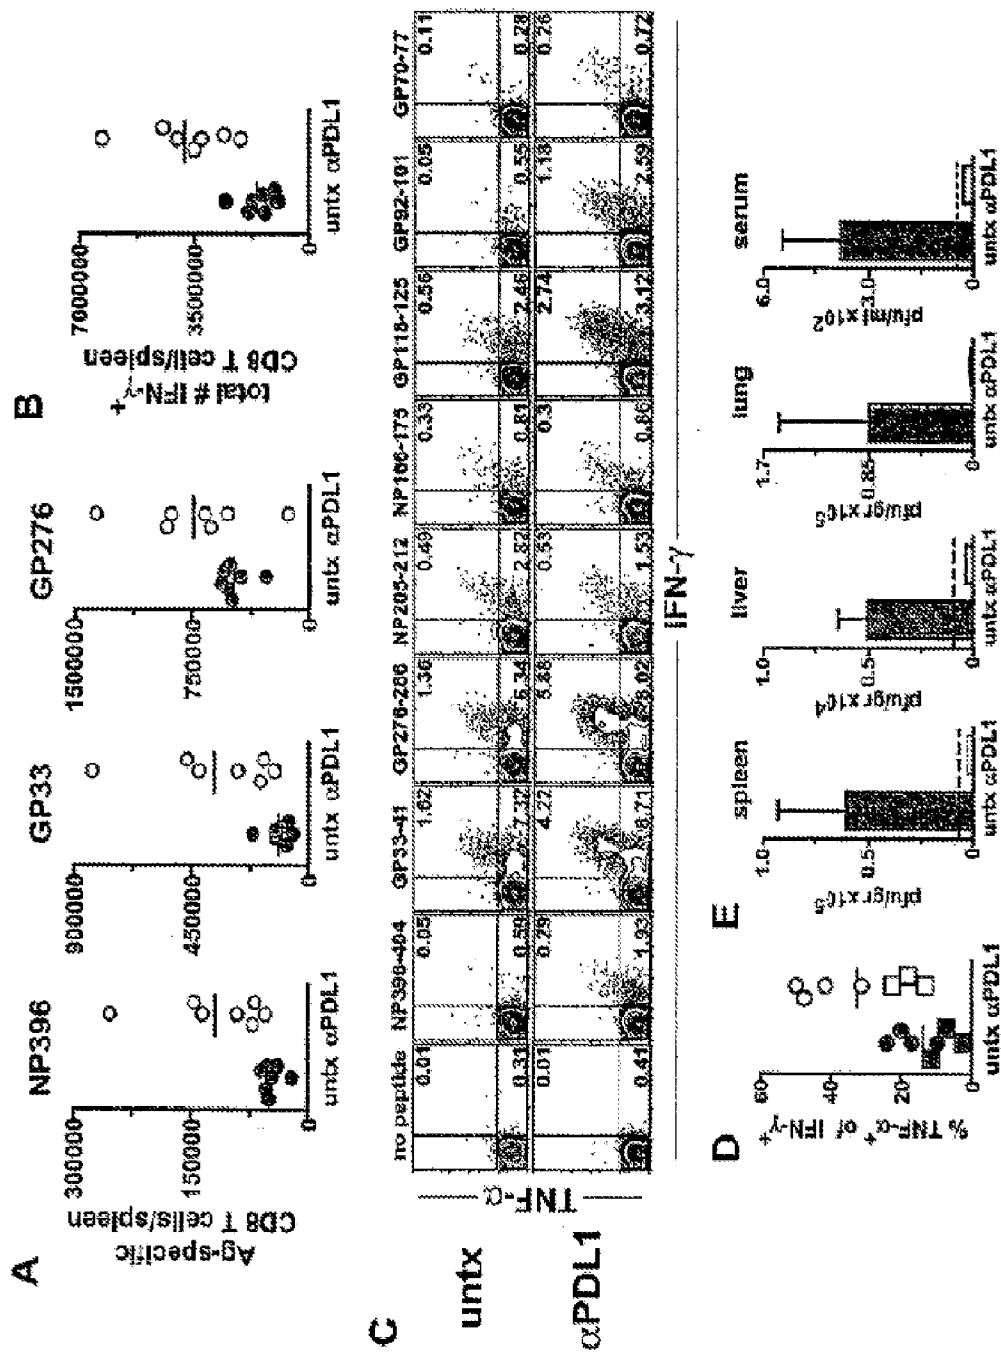 A
Ag-specific
CD8 T cells/spleen
NP396
300000
150000
0
untx αPDL1
GP33
900000
450000
0
untx αPDL1
GP276
1500000
750000
0
untx αPDL1
B
total # IFN-γ+
CD8 T cell/spleen
7000000
3500000
0
untx αPDL1
C
untx
αPDL1
TNF-α
no peptide
NP396-404
GP33-41
GP276-286
NP205-212
NP166-175
GP118-125
GP92-101
GP70-77
0.01
0.31
0.05
0.59
1.62
7.32
1.36
6.34
0.49
2.82
0.33
0.81
0.56
2.46
0.05
0.55
0.11
0.28
0.01
0.41
0.29
1.93
4.27
8.71
5.88
8.02
0.53
1.53
0.3
0.86
2.74
3.12
1.18
2.59
0.26
0.72
IFN-γ
D
% TNF-α+ of IFN-γ+
60
40
20
0
untx αPDL1
E
spleen
pfu/gr x105
1.0
0.5
0
untx αPDL1
liver
pfu/gr x104
1.0
0.5
0
untx αPDL1
lung
pfu/gr x105
1.7
0.85
0
untx αPDL1
serum
pfu/ml x102
6.0
3.0
0
untx αPDL1